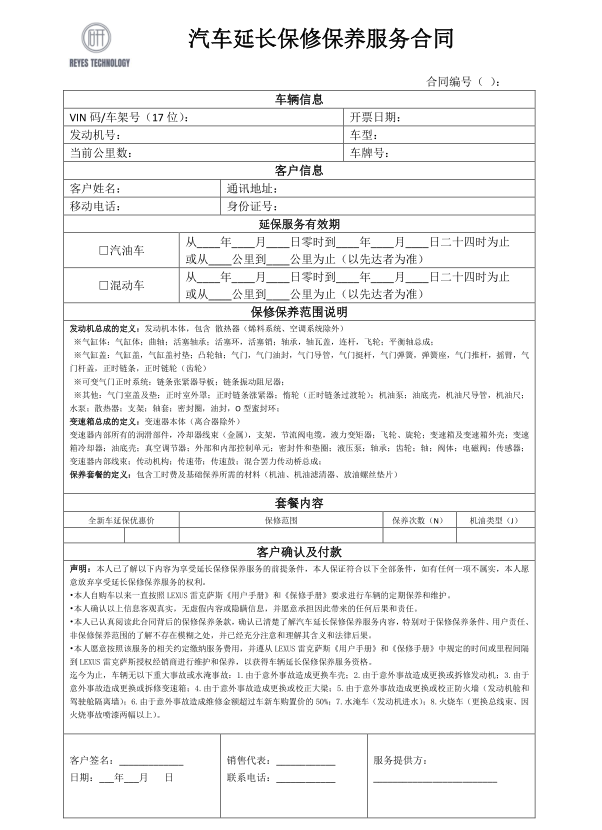 REYES TECHNOLOGY
汽车延长保修保养服务合同
合同编号（ ）:
车辆信息
VIN 码/车架号（17 位）:
开票日期:
发动机号:
车型:
当前公里数:
车牌号:
客户信息
客户姓名:
通讯地址:
移动电话:
身份证号:
延保服务有效期
□汽油车
从____年____月____日零时到____年____月____日二十四时为止
或从____公里到____公里为止（以先达者为准）
□混动车
从____年____月____日零时到____年____月____日二十四时为止
或从____公里到____公里为止（以先达者为准）
保修保养范围说明
发动机总成的定义: 发动机本体，包含 散热器（烯料系统、空调系统除外）
※气缸体: 气缸体; 曲轴; 活塞轴承; 活塞环，活塞销; 轴承，轴瓦盖，连杆，飞轮; 平衡轴总成;
※气缸盖: 气缸盖，气缸盖衬垫; 凸轮轴; 气门，气门油封，气门导管，气门挺杆，气门弹簧，弹簧座，气门推杆，摇臂，气
门杆盖，正时链条，正时链轮（齿轮）
※可变气门正时系统; 链条张紧器导板; 链条振动阻尼器;
※其他: 气门室盖及垫; 正时室外罩; 正时链条涨紧器; 惰轮（正时链条过渡轮）; 机油泵; 油底壳，机油尺导管，机油尺;
水泵; 散热器; 支架; 轴套; 密封圈，油封，O 型蜜封环;
变速箱总成的定义: 变速器本体（离合器除外）
变速器内部所有的润滑部件，冷却器线束（金属），支架，节流阀电缆，液力变矩器; 飞轮、旋轮; 变速箱及变速箱外壳; 变速
箱冷却器; 油底壳; 真空调节器; 外部和内部控制单元; 密封件和垫圈; 液压泵; 轴承; 齿轮; 轴; 阀体; 电磁阀; 传感器;
变速器内部线束; 传动机构; 传速带; 传速鼓; 混合罢力传动桥总成;
保养套餐的定义: 包含工时费及基础保养所需的材料（机油、机油滤清器、放油螺丝垫片）
套餐内容
全新车延保优惠价
保修范围
保养次数（N）
机油类型（J）
客户确认及付款
声明: 本人已了解以下内容为享受延长保修保养服务的前提条件，本人保证符合以下全部条件，如有任何一项不属实，本人愿
意放弃享受延长保修保养服务的权利。
•本人自购车以来一直按照 LEXUS 雷克萨斯《用户手册》和《保修手册》要求进行车辆的定期保养和维护。
•本人确认以上信息客观真实，无虚假内容或隐瞒信息，并愿意承担因此带来的任何后果和责任。
•本人已认真阅读此合同背后的保修保养条款，确认已清楚了解汽车延长保修保养服务内容，特别对于保修保养条件、用户责任、
非保修保养范围的了解不存在模糊之处，并已经充分注意和理解其含义和法律后果。
•本人愿意按照该服务的相关约定缴纳服务费用，并遵从 LEXUS 雷克萨斯《用户手册》和《保修手册》中规定的时间或里程间隔
到 LEXUS 雷克萨斯授权经销商进行维护和保养，以获得车辆延长保修保养服务资格。
迄今为止，车辆无以下重大事故或水淹事故: 1.由于意外事故造成更换车壳; 2.由于意外事故造成更换或拆修发动机; 3.由于
意外事故造成更换或拆修变速箱; 4.由于意外事故造成更换或校正大梁; 5.由于意外事故造成更换或校正防火墙（发动机舱和
驾驶舱隔离墙）; 6.由于意外事故造成维修金额超过车新车购置价的 50%; 7.水淹车（发动机进水）; 8.火烧车（更换总线束、因
火烧事故喷漆两幅以上）。
客户签名: ____________
销售代表: ___________
服务提供方:
日期: ___年___月 日
联系电话: ___________
_______________________